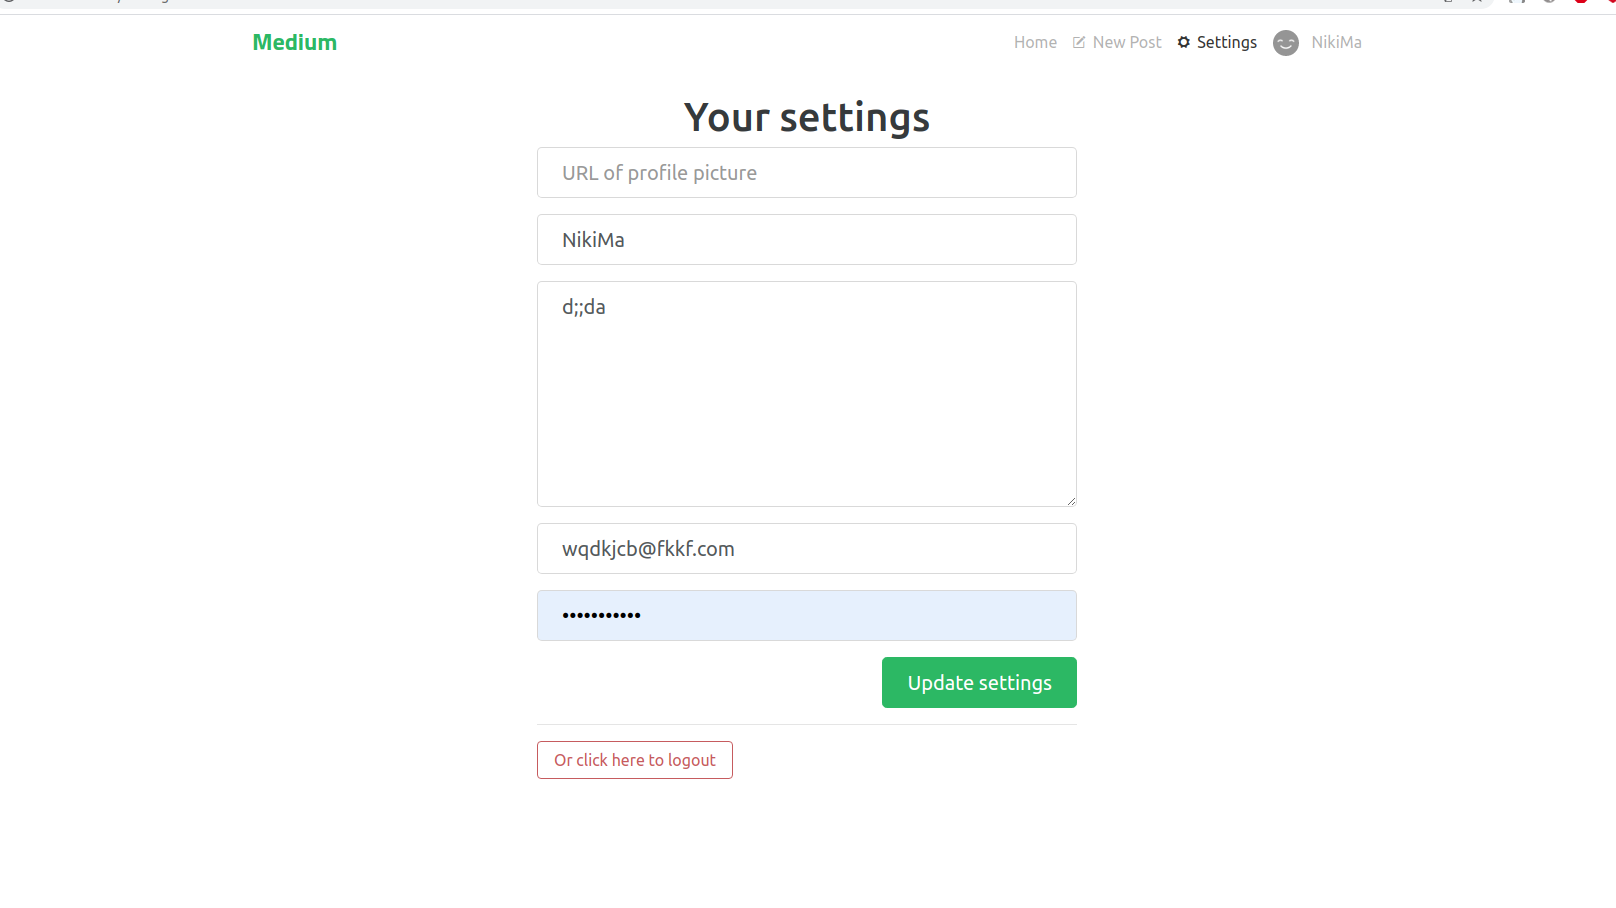 Medium
Home New Post Settings NikiMa
Your settings
URL of profile picture
NikiMa
d;;da
wqdkjcb@fkkf.com
•••••••••••
Update settings
Or click here to logout